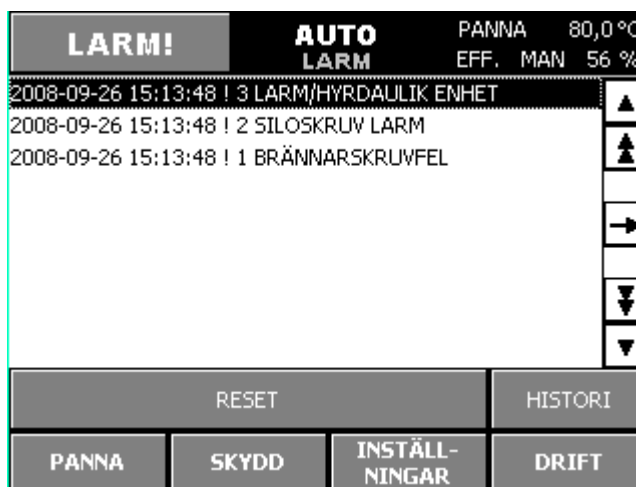 LARM!
AUTO
LARM
PANNA 80,0 °C
EFF. MAN 56 %
2008-09-26 15:13:48 ! 3 LARM/HYRDAULIK ENHET
2008-09-26 15:13:48 ! 2 SILOSKRUV LARM
2008-09-26 15:13:48 ! 1 BRÄNNARSKRUVFEL
RESET
HISTORI
PANNA
SKYDD
INSTÄLL-
NINGAR
DRIFT